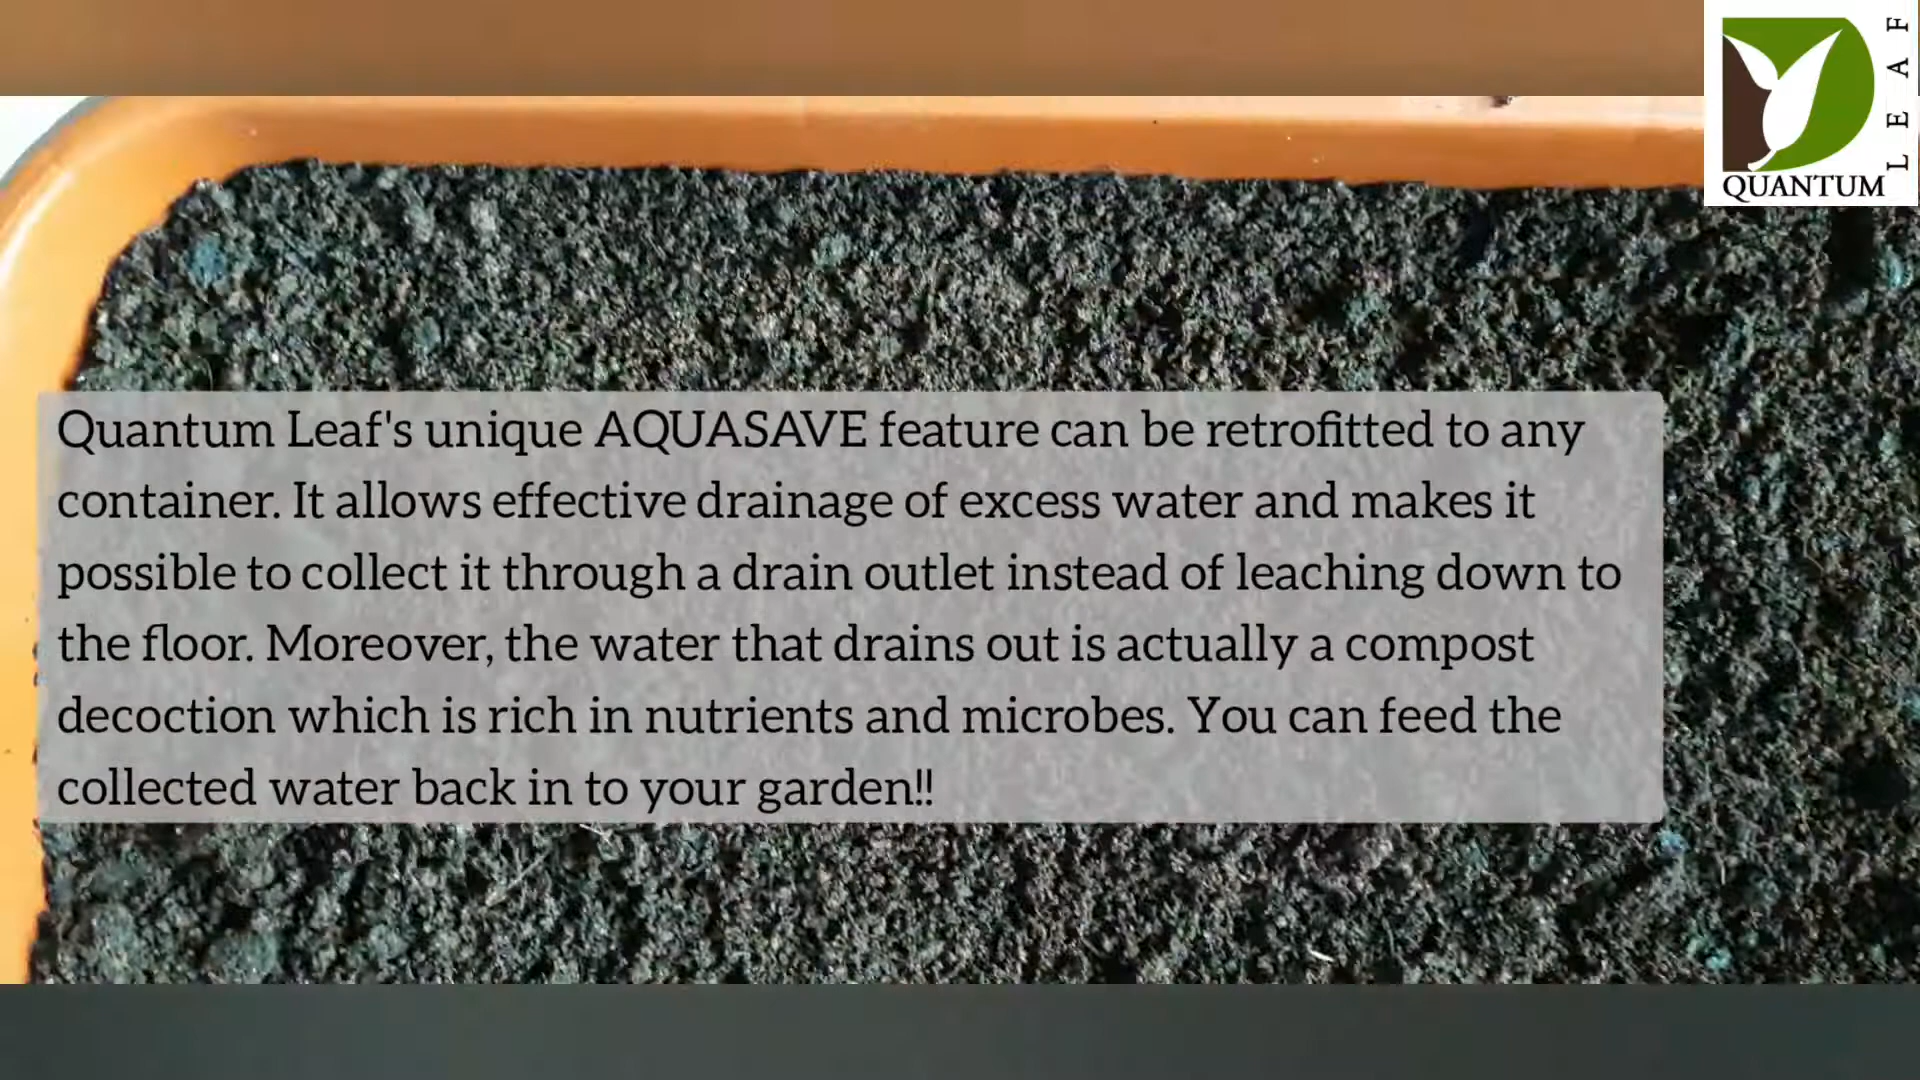 QUANTUM
LEAF
Quantum Leaf's unique AQUASAVE feature can be retrofitted to any
container. It allows effective drainage of excess water and makes it
possible to collect it through a drain outlet instead of leaching down to
the floor. Moreover, the water that drains out is actually a compost
decoction which is rich in nutrients and microbes. You can feed the
collected water back in to your garden!!